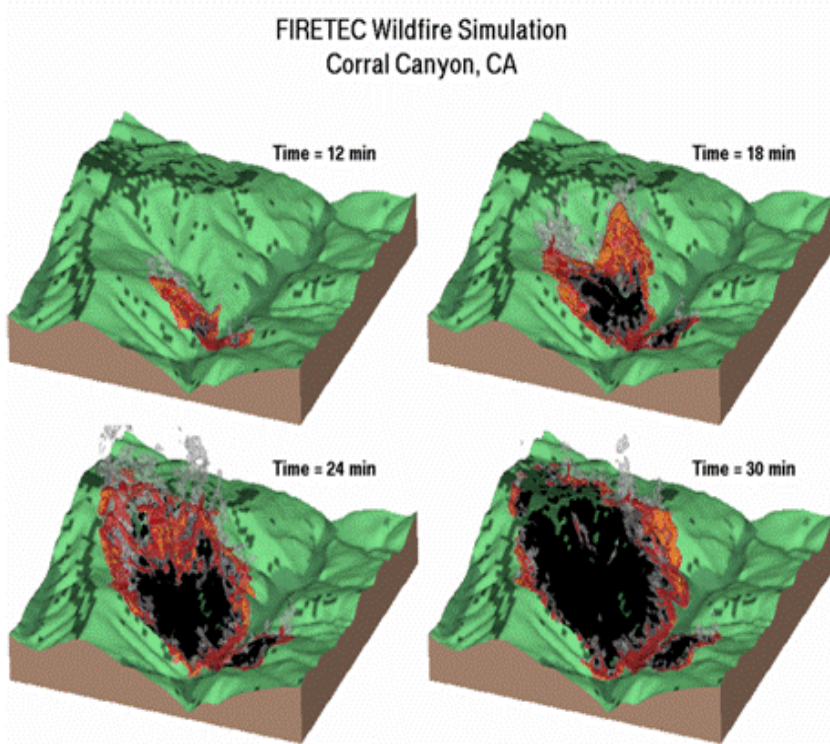 FIRETEC Wildfire Simulation
Corral Canyon, CA
Time = 12 min
Time = 18 min
Time = 24 min
Time = 30 min